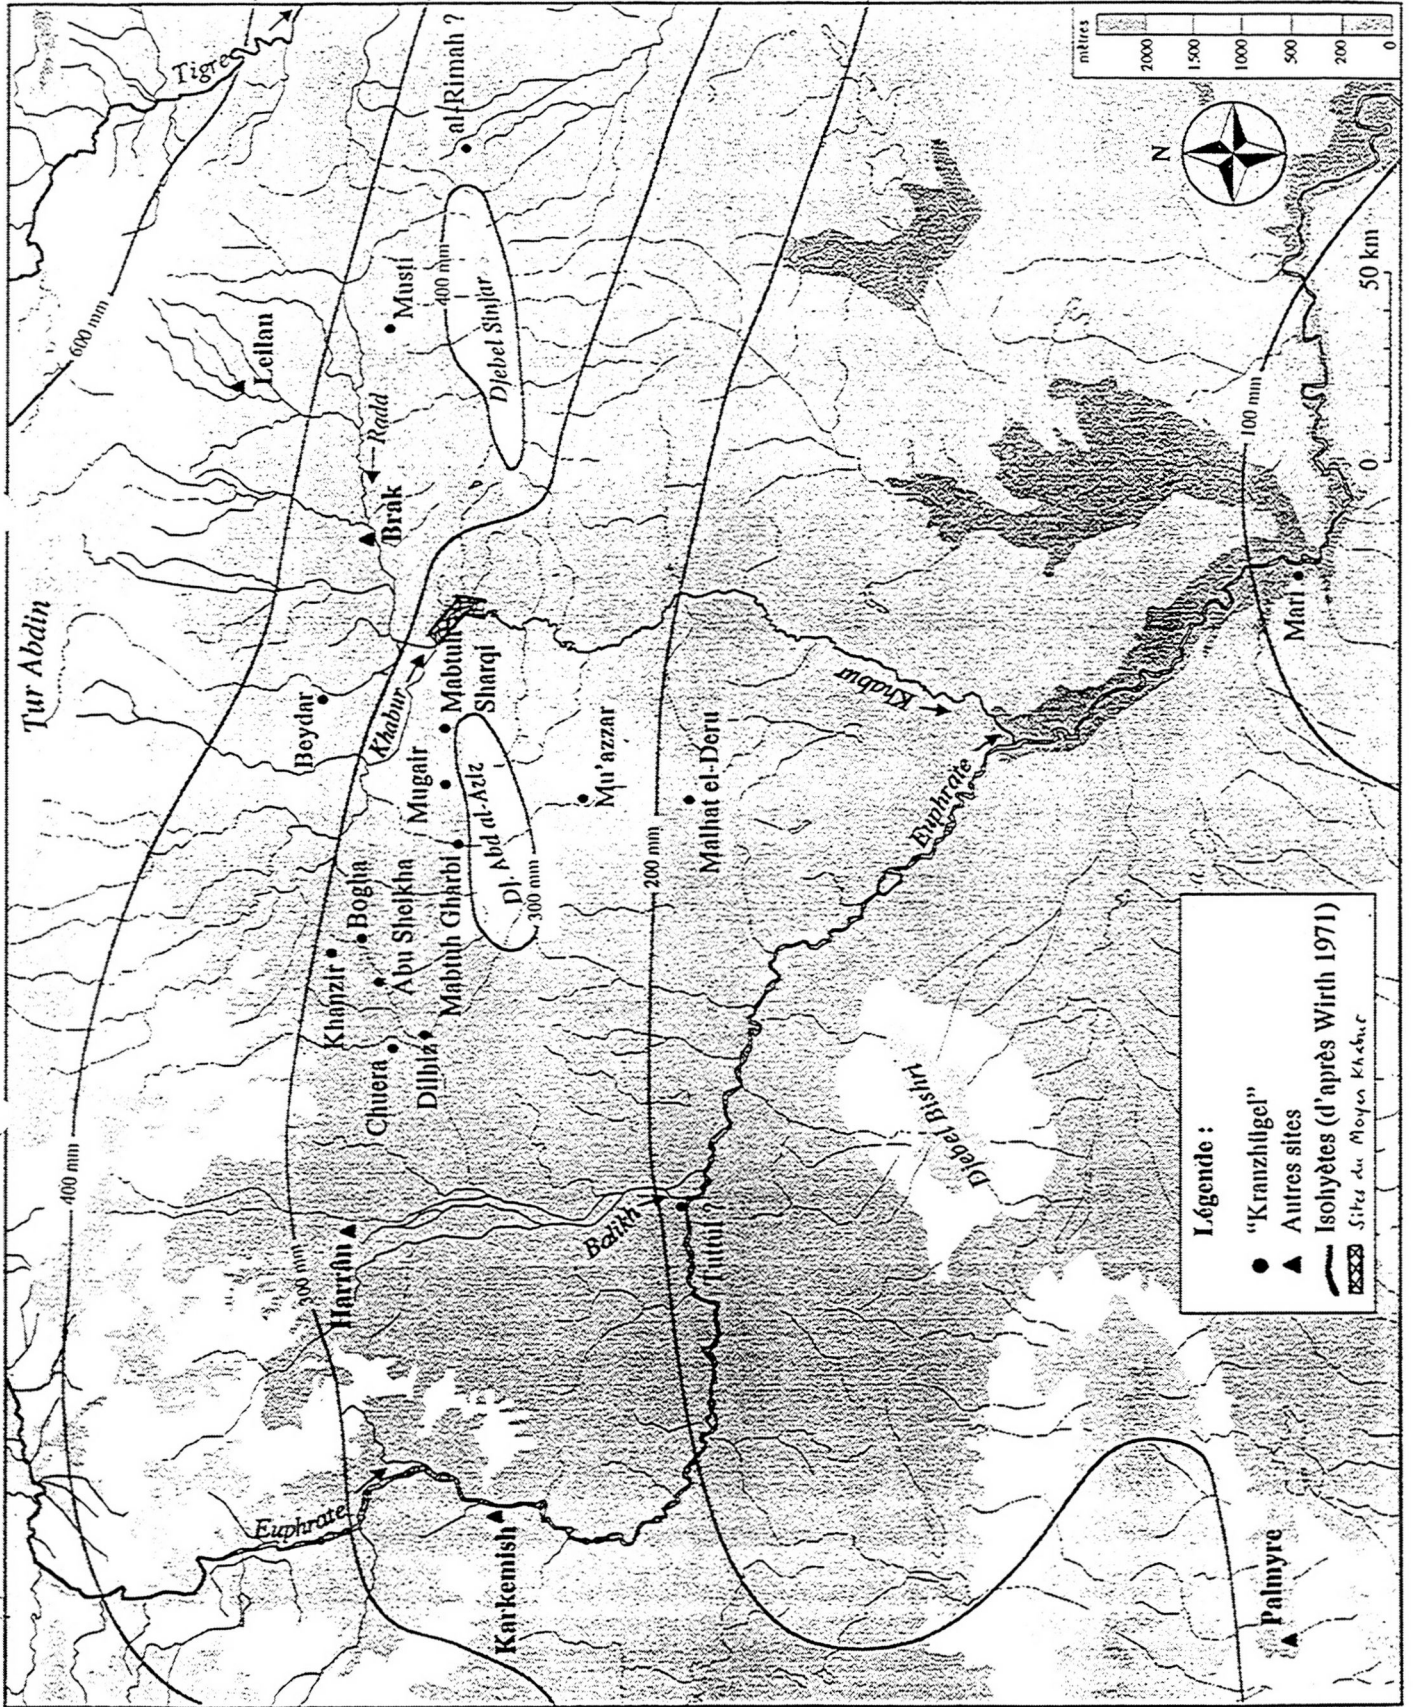 Tur Abdin
Tigre
600 mm
400 mm
Leilan
Beydar
Radd
Brak
Musti
al-Rimah ?
400 mm
Djebel Sinjar
Khabur
300 mm
Harrân
Khanzir
Bogha
Abu Sheikha
Chuera
Dilhiz
Mabtuh Gharbi
Mugair
Mabtuh
Sharqi
Dj. Abd al-Aziz
300 mm
Mu'azzar
Euphrate
Karkemish
Balikh
Tuttul ?
200 mm
Malhat el-Deru
Khabur
Euphrate
Djebel Bishri
Mari
100 mm
Palmyre
Légende :
"Kranzhügel"
Autres sites
Isohyètes (d'après Wirth 1971)
Sites du Moyen Khabur
0
50 km
N
mètres
2000
1500
1000
500
200
0